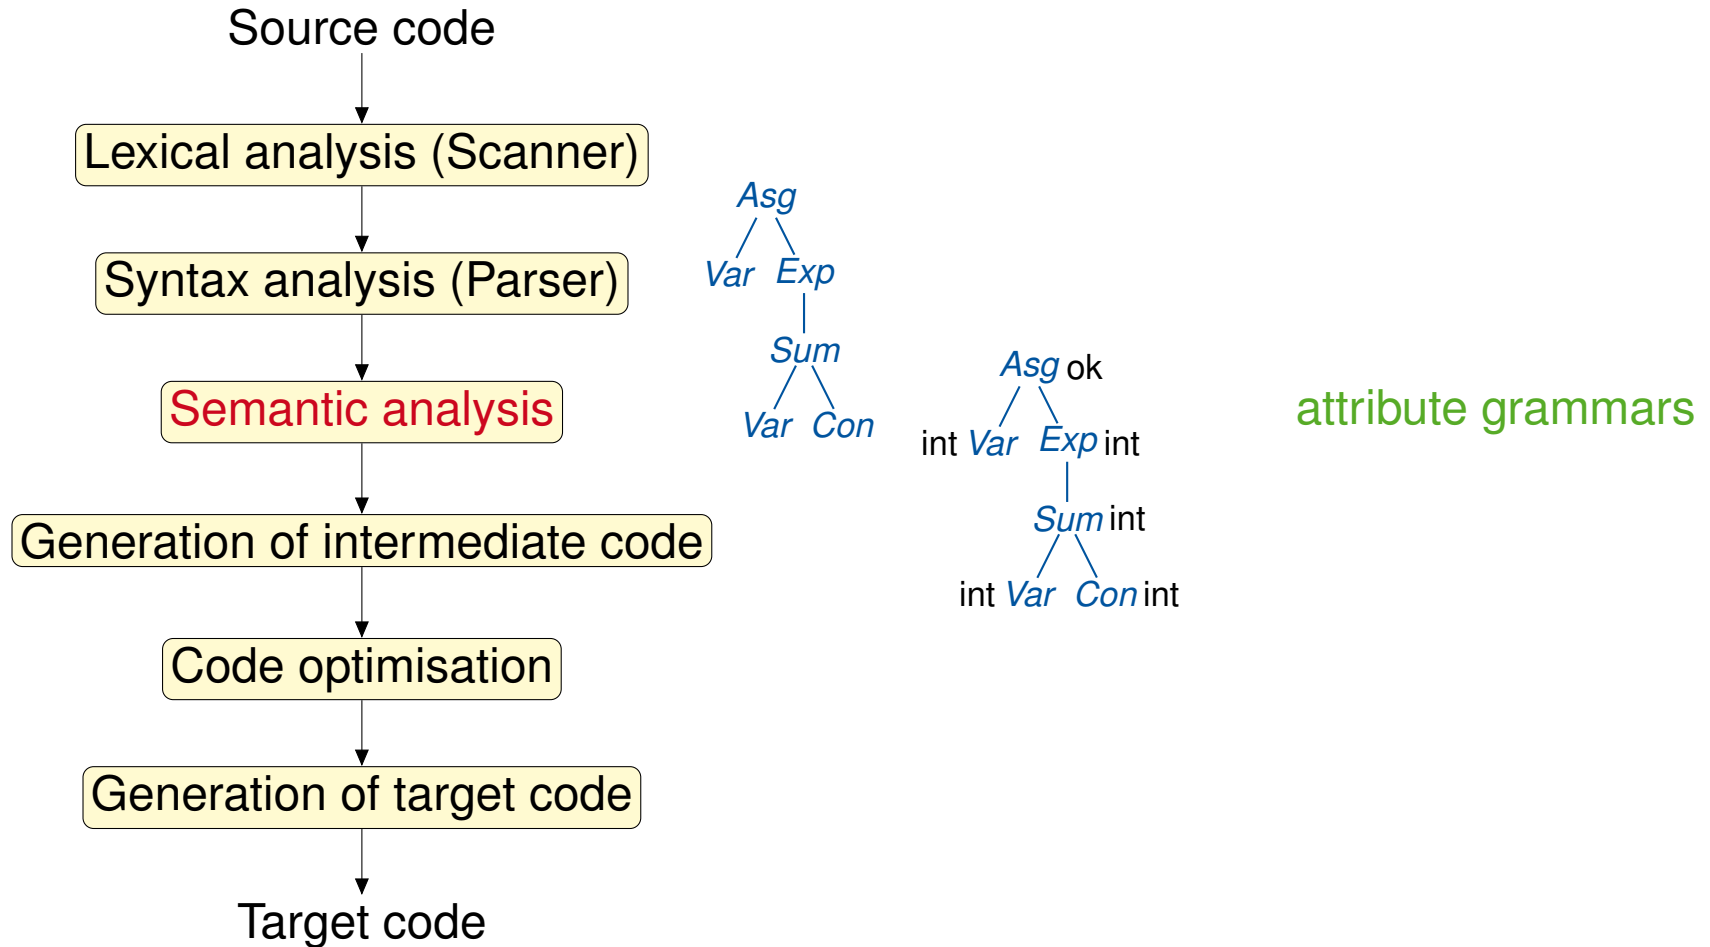 Source code
Lexical analysis (Scanner)
Syntax analysis (Parser)
Semantic analysis
Generation of intermediate code
Code optimisation
Generation of target code
Target code
Asg
Var Exp
Sum
Var Con
Asg ok
int Var Exp int
Sum int
int Var Con int
attribute grammars